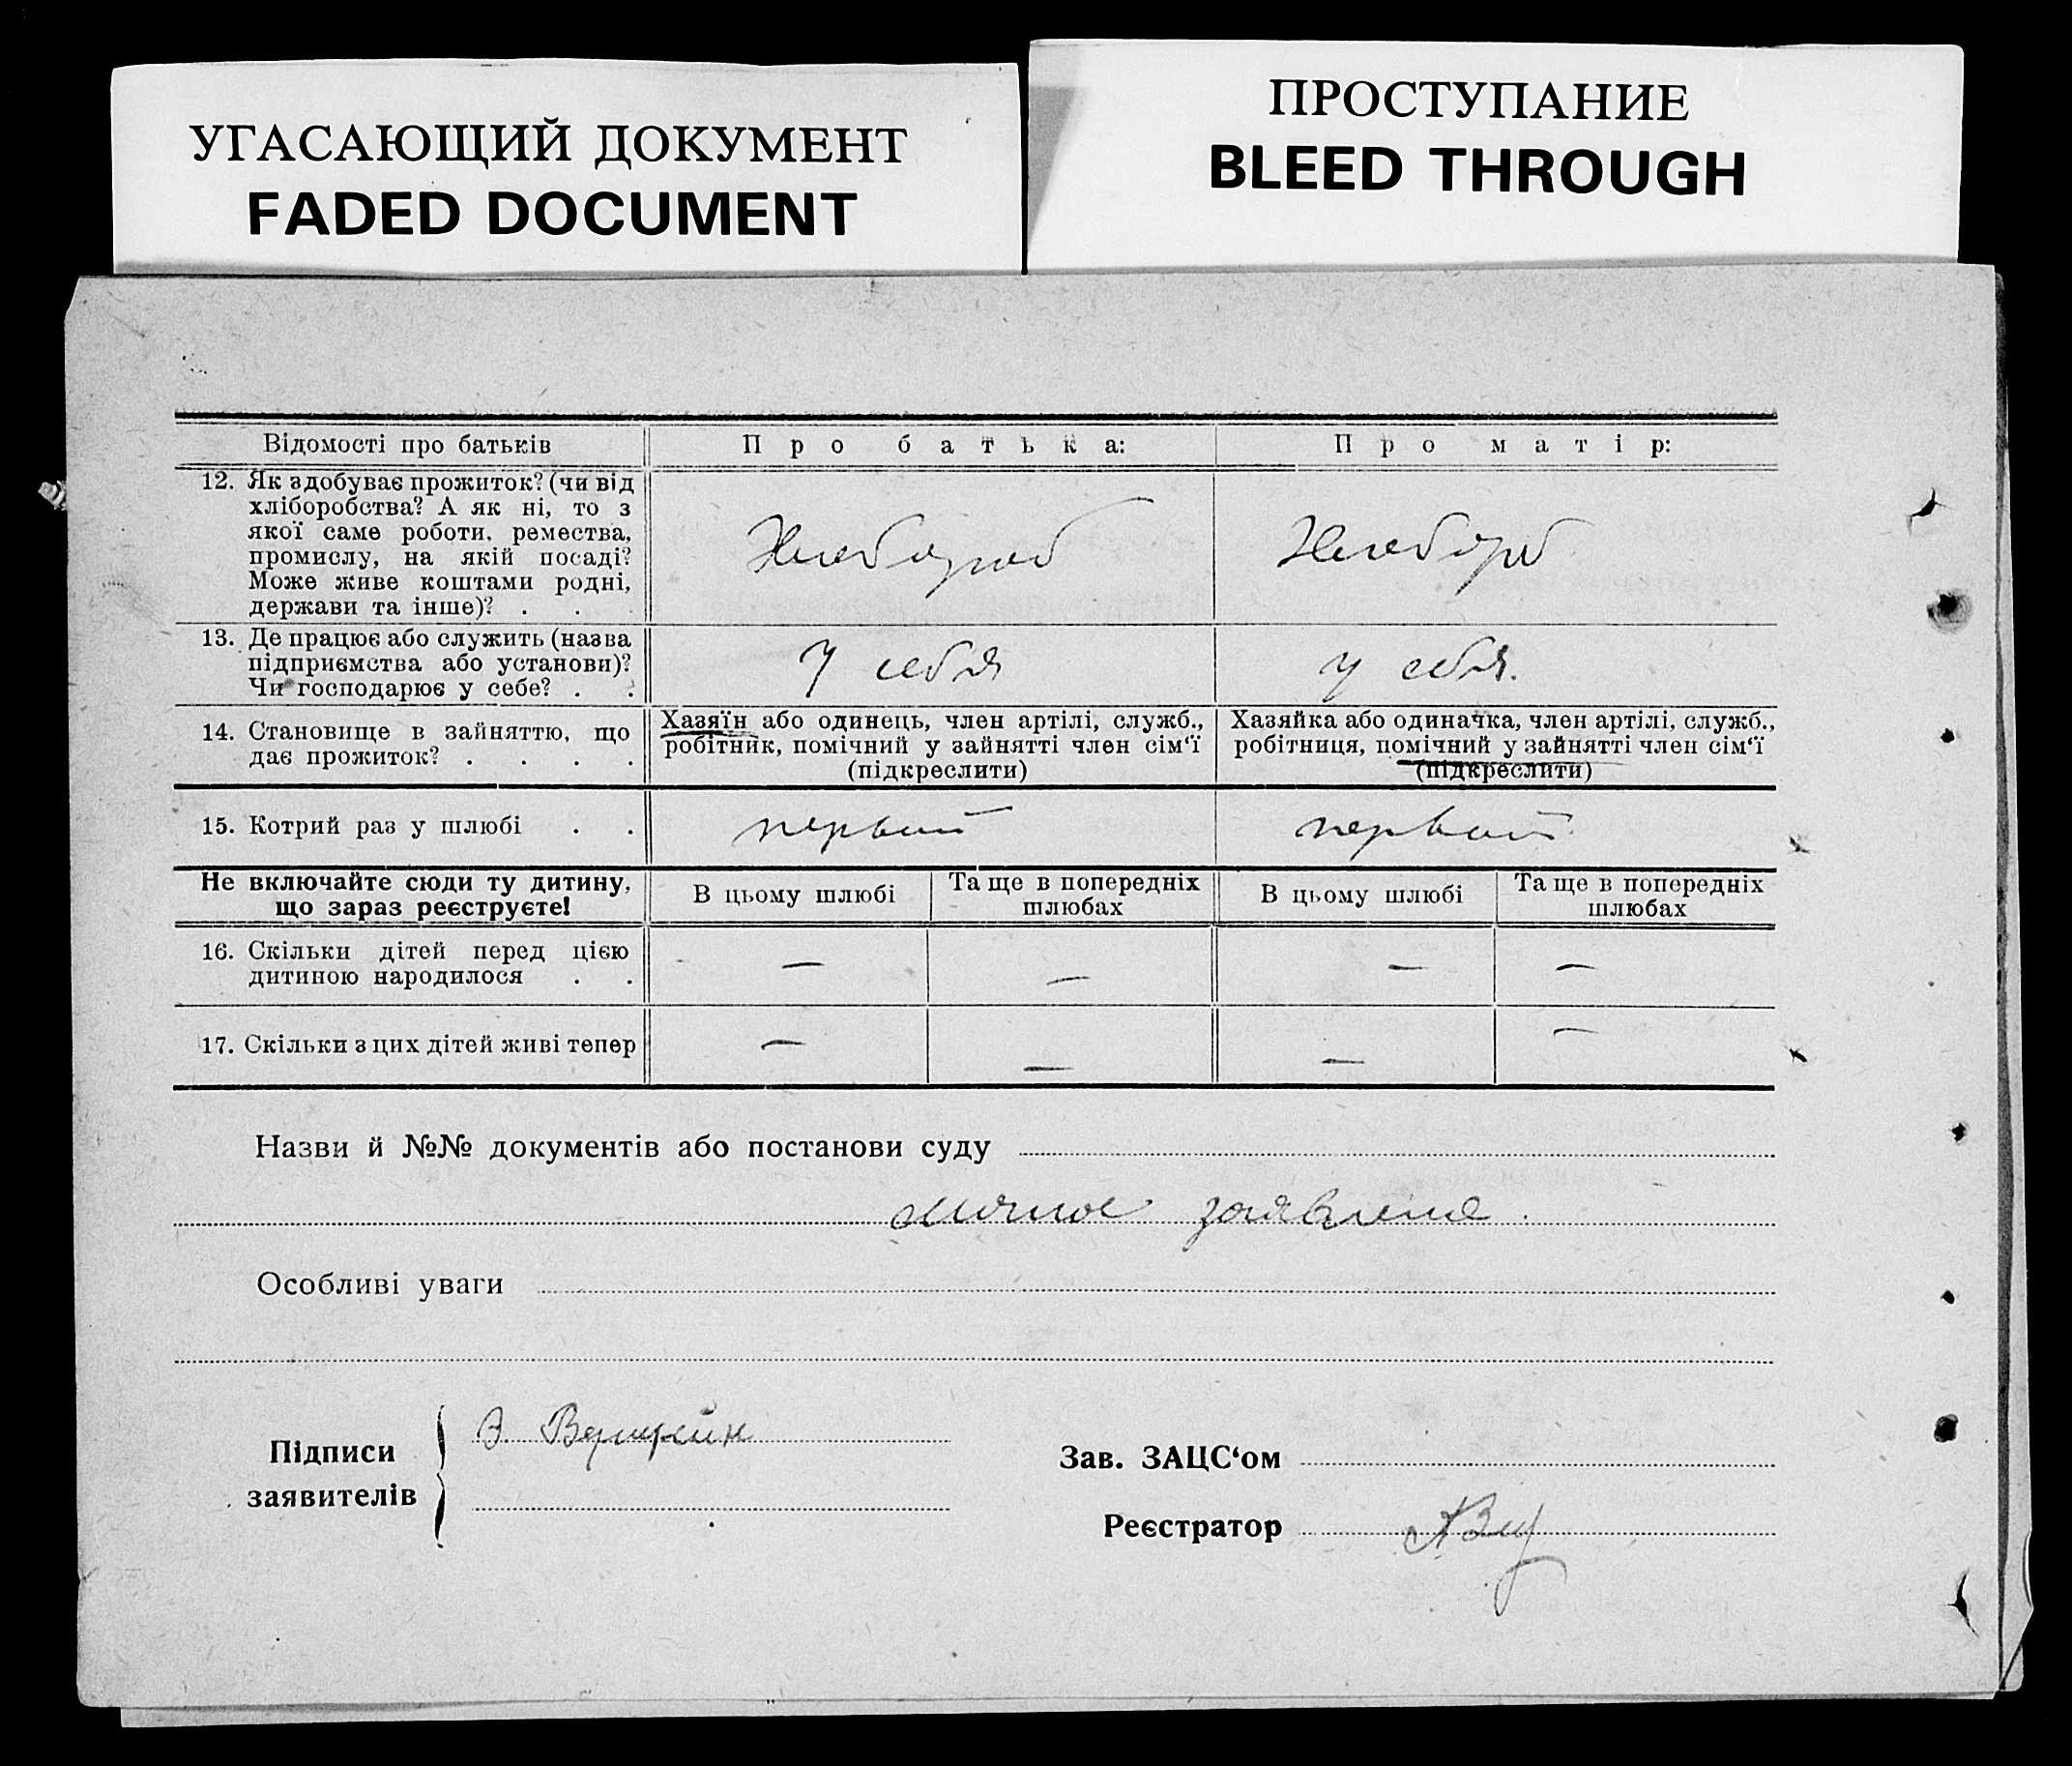 УГАСАЮЩИЙ ДОКУМЕНТ
FADED DOCUMENT
ПРОСТУПАНИЕ
BLEED THROUGH
Відомості про батьків
Про батька:
Про матір:
12. Як здобуває прожиток? (чи від
хліборобства? А як ні, то з
якої саме роботи, ремества,
промислу, на якій посаді?
Може живе коштами родні,
держави та інше)? . .
Хлебороб
Хлебороб
13. Де працює або служить (назва
підприємства або установи)?
Чи господарює у себе? . .
У себя
у себя.
14. Становище в зайняттю, що
дає прожиток? . . . .
Хазяїн або одинець, член артілі, служб.,
робітник, помічний у зайнятті член сім‘ї
(підкреслити)
Хазяйка або одиначка, член артілі, служб.,
робітниця, помічний у зайнятті член сім‘ї
(підкреслити)
15. Котрий раз у шлюбі . .
первый
первый
Не включайте сюди ту дитину,
що зараз реєструєте!
В цьому шлюбі
Та ще в попередніх
шлюбах
В цьому шлюбі
Та ще в попередніх
шлюбах
16. Скільки дітей перед цією
дитиною народилося . .
— — — —
17. Скільки з цих дітей живі тепер
— — — —
Назви й №№ документів або постанови суду
личное заявление.
Особливі уваги
Підписи
заявителів
З.
Зав. ЗАЦС‘ом
Реєстратор